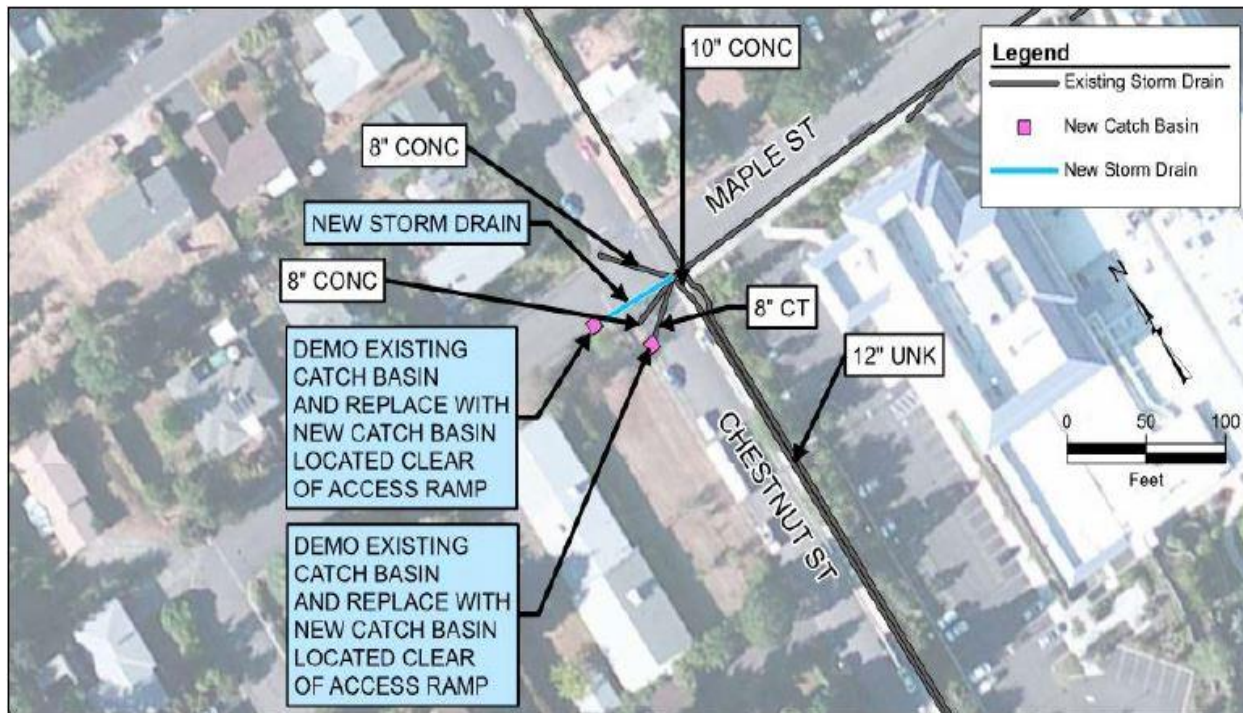 10" CONC
Legend
Existing Storm Drain
New Catch Basin
New Storm Drain
8" CONC
MAPLE ST
NEW STORM DRAIN
8" CONC
8" CT
N
DEMO EXISTING
CATCH BASIN
AND REPLACE WITH
NEW CATCH BASIN
LOCATED CLEAR
OF ACCESS RAMP
12" UNK
CHESTNUT ST
0 50 100
Feet
DEMO EXISTING
CATCH BASIN
AND REPLACE WITH
NEW CATCH BASIN
LOCATED CLEAR
OF ACCESS RAMP